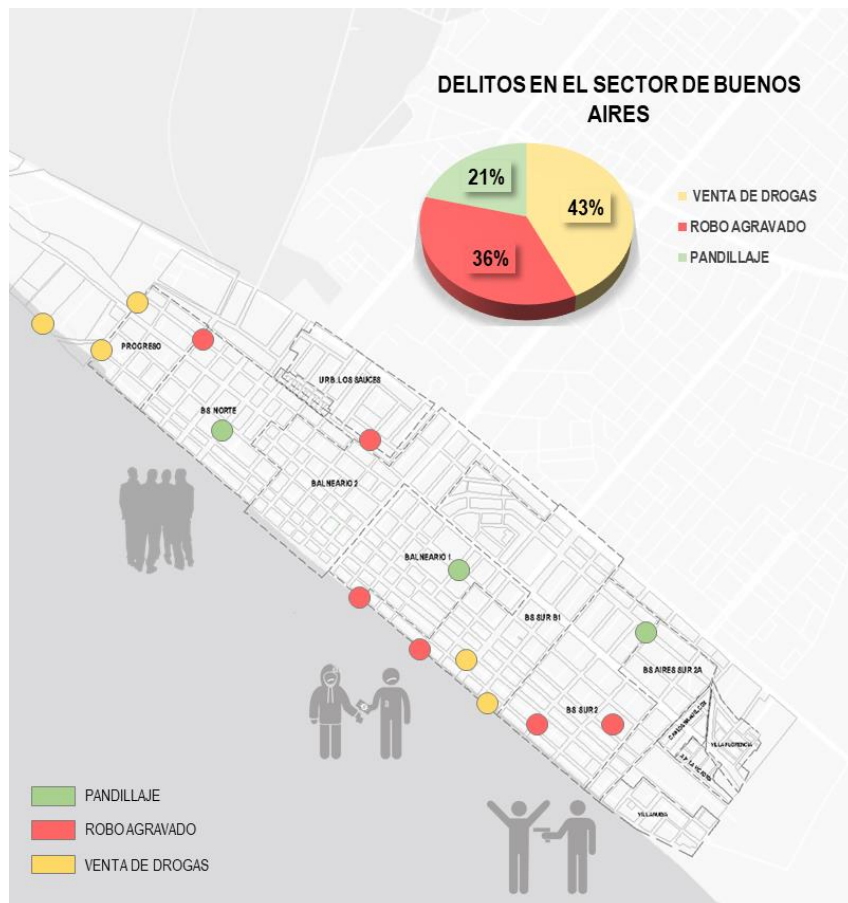 DELITOS EN EL SECTOR DE BUENOS
AIRES
21%
43%
36%
VENTA DE DROGAS
ROBO AGRAVADO
PANDILLAJE
PROGRESO
URB. LOS SAUCES
BS NORTE
BALNEARIO 2
BALNEARIO 1
BS SUR B1
BS AIRES SUR 2A
BS SUR 2
VILLA FLORENCIA
PANDILLAJE
ROBO AGRAVADO
VENTA DE DROGAS